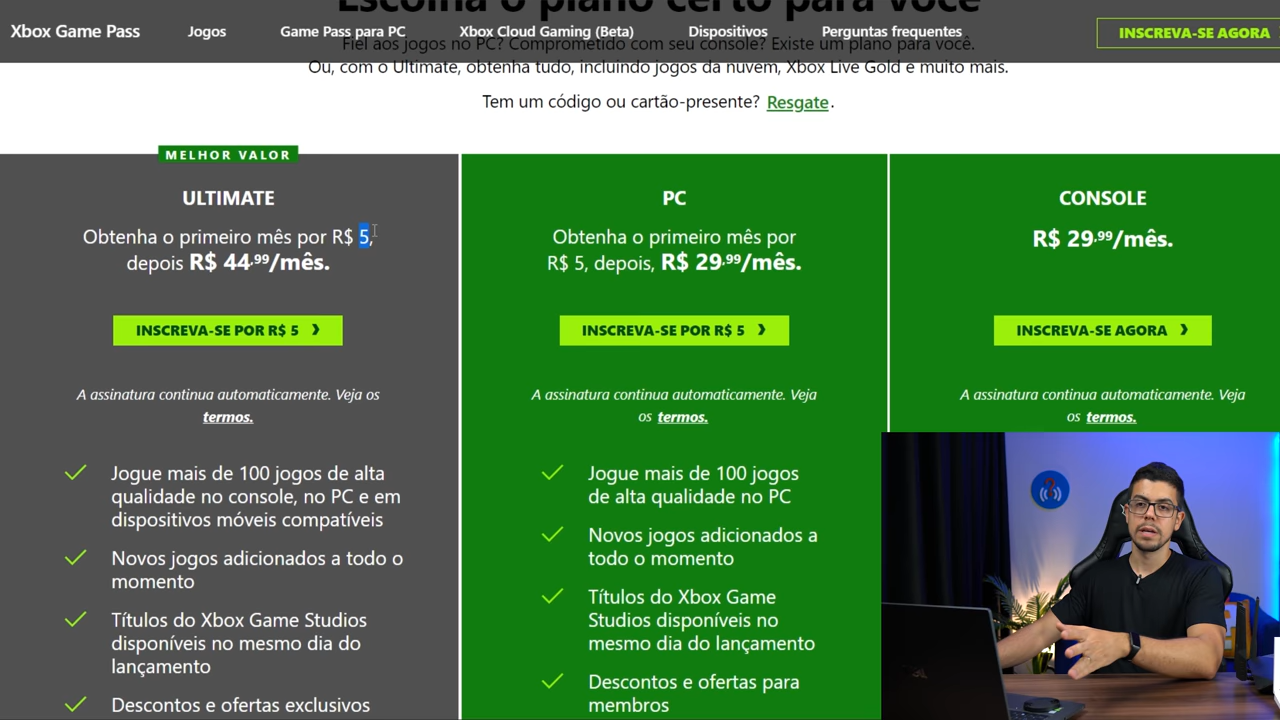 Escolha o plano certo para você
Xbox Game Pass
Jogos
Game Pass para PC
Xbox Cloud Gaming (Beta)
Dispositivos
Perguntas frequentes
INSCREVA-SE AGORA
Fiel aos jogos no PC? Comprometido com seu console? Existe um plano para você.
Ou, com o Ultimate, obtenha tudo, incluindo jogos da nuvem, Xbox Live Gold e muito mais.
Tem um código ou cartão-presente? Resgate.
MELHOR VALOR
ULTIMATE
Obtenha o primeiro mês por R$ 5,
depois R$ 44,99/mês.
INSCREVA-SE POR R$ 5
A assinatura continua automaticamente. Veja os
termos.
Jogue mais de 100 jogos de alta
qualidade no console, no PC e em
dispositivos móveis compatíveis
Novos jogos adicionados a todo o
momento
Títulos do Xbox Game Studios
disponíveis no mesmo dia do
lançamento
Descontos e ofertas exclusivos
PC
Obtenha o primeiro mês por
R$ 5, depois, R$ 29,99/mês.
INSCREVA-SE POR R$ 5
A assinatura continua automaticamente. Veja
os termos.
Jogue mais de 100 jogos
de alta qualidade no PC
Novos jogos adicionados a
todo o momento
Títulos do Xbox Game
Studios disponíveis no
mesmo dia do lançamento
Descontos e ofertas para
membros
CONSOLE
R$ 29,99/mês.
INSCREVA-SE AGORA
A assinatura continua automaticamente. Veja
os termos.